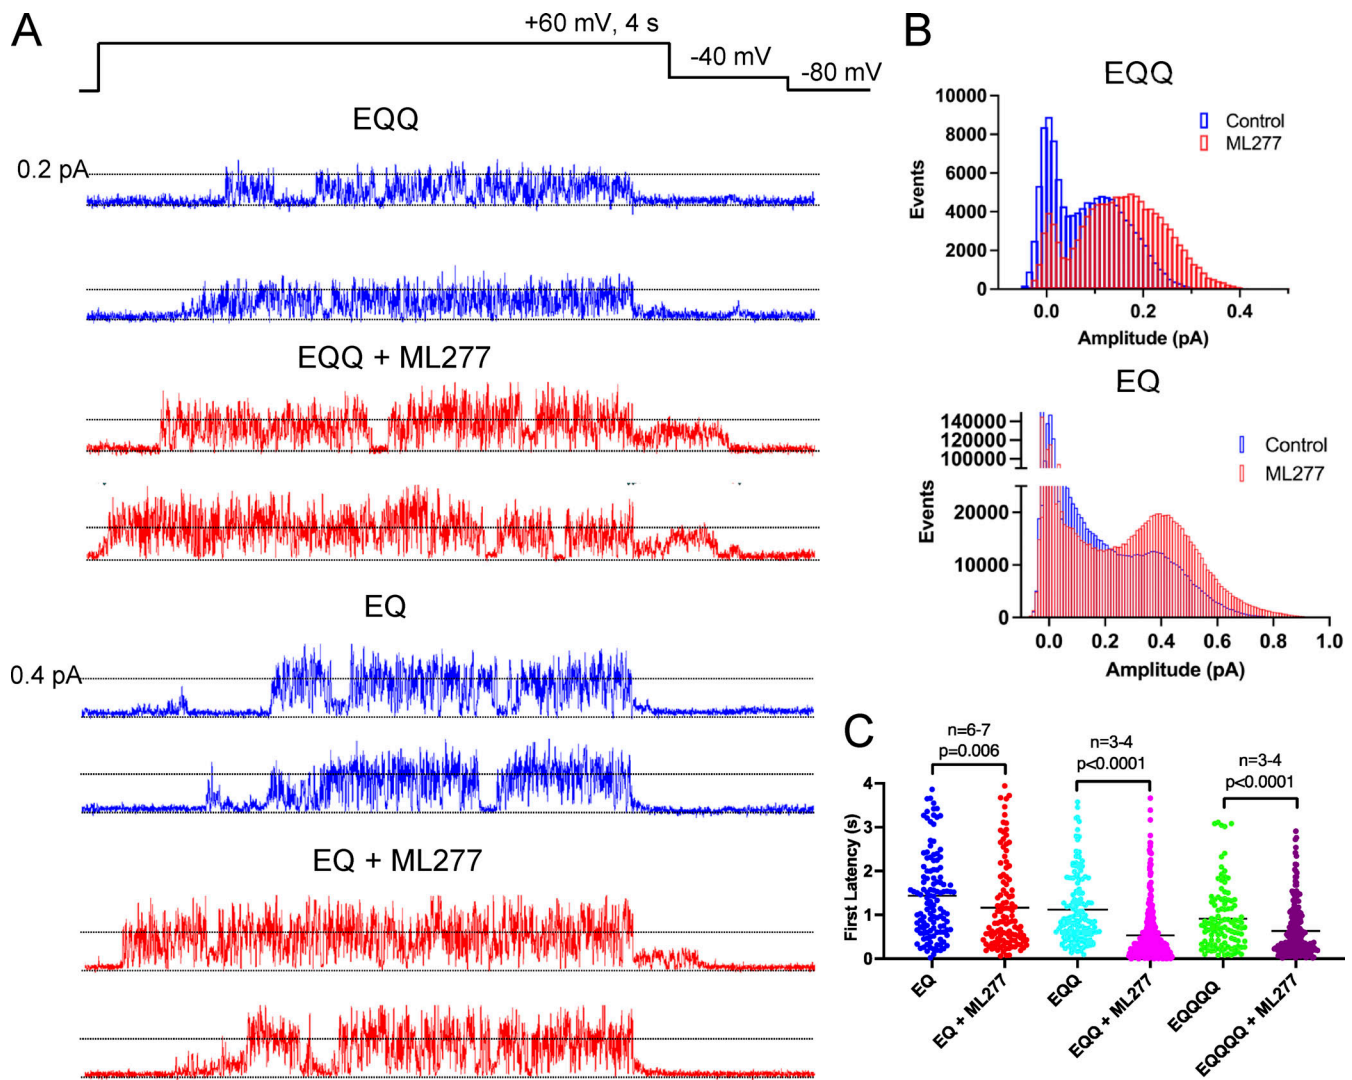 A
+60 mV, 4 s
-40 mV
-80 mV
EQQ
0.2 pA
EQQ + ML277
EQ
0.4 pA
EQ + ML277
B
EQQ
10000
8000
6000
4000
2000
0
Events
Control
ML277
0.0
0.2
0.4
Amplitude (pA)
EQ
140000
120000
100000
20000
10000
0
Events
Control
ML277
0.0
0.2
0.4
0.6
0.8
1.0
Amplitude (pA)
C
n=6-7
p=0.006
n=3-4
p<0.0001
n=3-4
p<0.0001
4
3
2
1
0
First Latency (s)
EQ
EQ + ML277
EQQ
EQQ + ML277
EQQQQ
EQQQQ + ML277